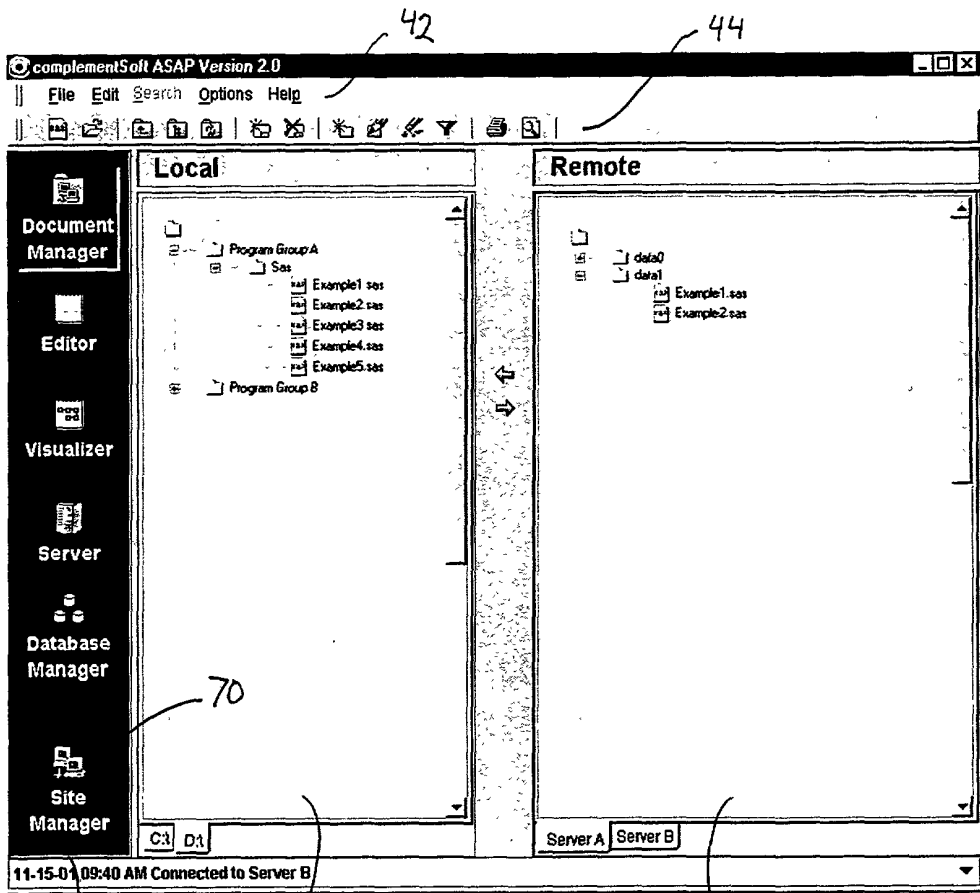 42
44
complementSoft ASAP Version 2.0
File Edit Search Options Help
Local
Remote
Document
Manager
Editor
Visualizer
Server
Database
Manager
70
Site
Manager
Program Group A
Sas
Example1.sas
Example2.sas
Example3.sas
Example4.sas
Example5.sas
Program Group B
data0
data1
Example1.sas
Example2.sas
C:\ D:\
Server A Server B
11-15-01 09:40 AM Connected to Server B